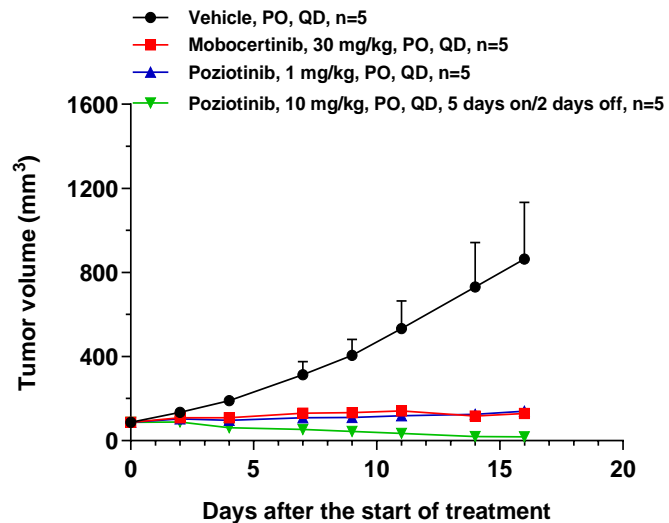 Vehicle, PO, QD, n=5
Mobocertinib, 30 mg/kg, PO, QD, n=5
Poziotinib, 1 mg/kg, PO, QD, n=5
Poziotinib, 10 mg/kg, PO, QD, 5 days on/2 days off, n=5
Tumor volume (mm³)
1600
1200
800
400
0
0 5 10 15 20
Days after the start of treatment